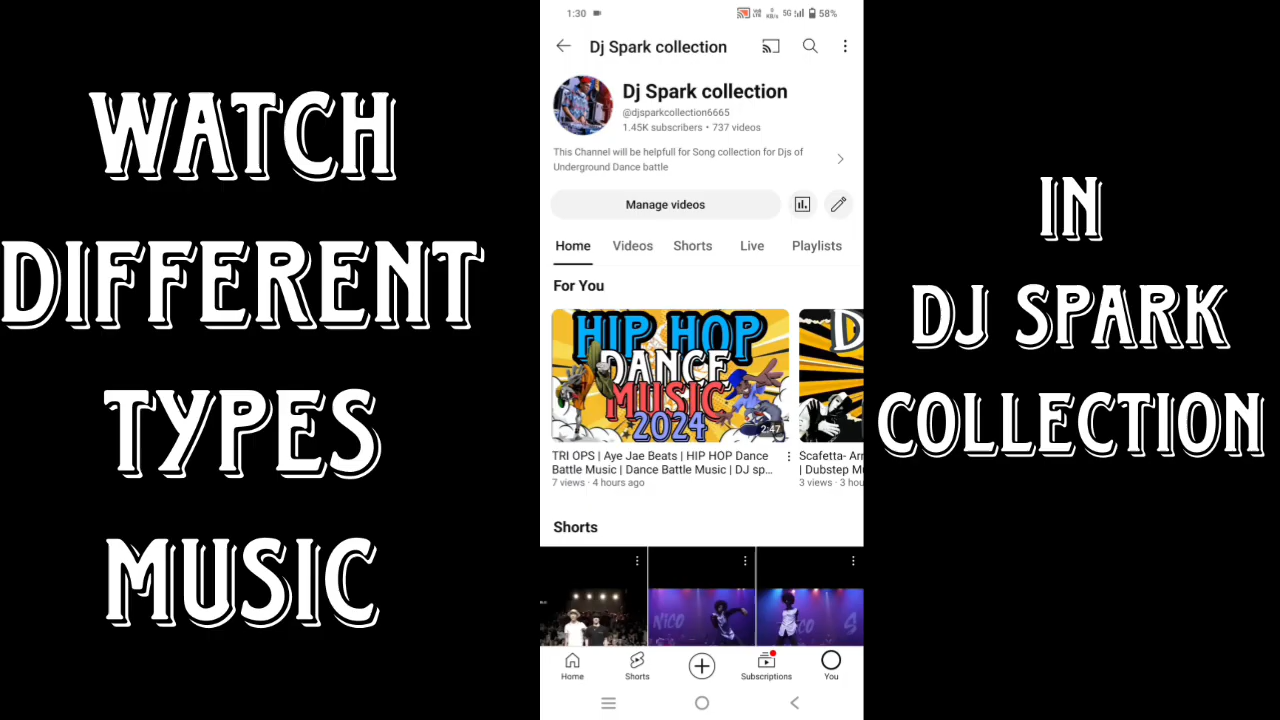 WATCH
DIFFERENT
TYPES
MUSIC
1:30
5G
58%
Dj Spark collection
Dj Spark collection
@djsparkcollection6665
1.45K subscribers • 737 videos
This Channel will be helpfull for Song collection for Djs of
Underground Dance battle
Manage videos
Home Videos Shorts Live Playlists
For You
HIP HOP
DANCE
MUSIC
2024
2:47
TRI OPS | Aye Jae Beats | HIP HOP Dance
Battle Music | Dance Battle Music | DJ sp...
7 views · 4 hours ago
D
Scafetta- Ar
| Dubstep M
3 views · 3 hou
Shorts
NICO
S
Home Shorts Subscriptions You
IN
DJ SPARK
COLLECTION